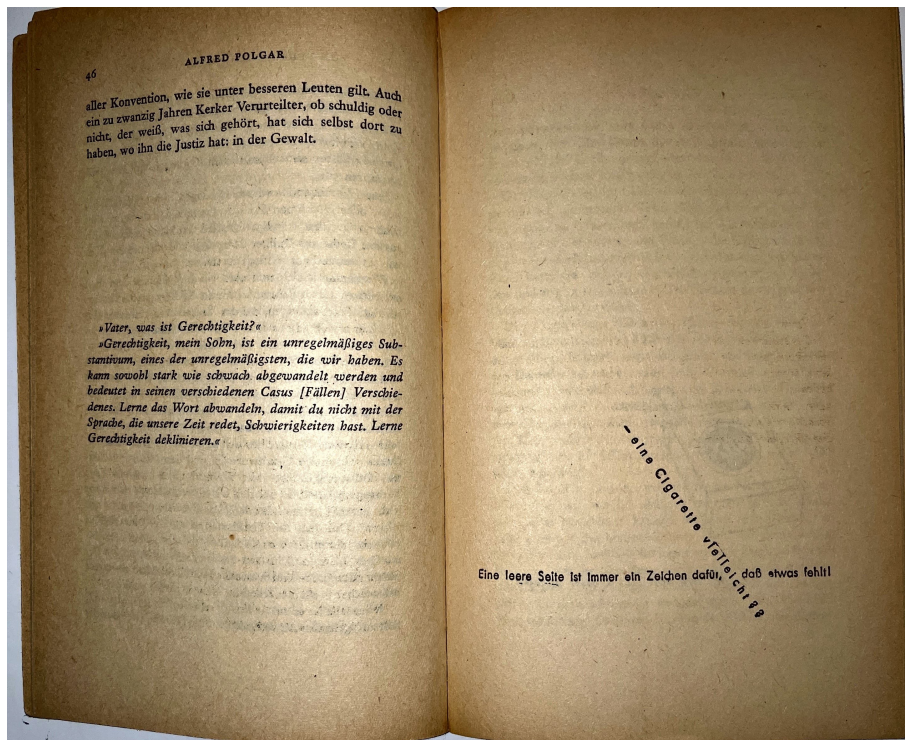 46
ALFRED POLGAR
aller Konvention, wie sie unter besseren Leuten gilt. Auch
ein zu zwanzig Jahren Kerker Verurteilter, ob schuldig oder
nicht, der weiß, was sich gehört, hat sich selbst dort zu
haben, wo ihn die Justiz hat: in der Gewalt.
»Vater, was ist Gerechtigkeit?«
»Gerechtigkeit, mein Sohn, ist ein unregelmäßiges Sub-
stantivum, eines der unregelmäßigsten, die wir haben. Es
kann sowohl stark wie schwach abgewandelt werden und
bedeutet in seinen verschiedenen Casus [Fällen] Verschie-
denes. Lerne das Wort abwandeln, damit du nicht mit der
Sprache, die unsere Zeit redet, Schwierigkeiten hast. Lerne
Gerechtigkeit deklinieren.«
– eine Cigarette vielleicht??
Eine leere Seite ist immer ein Zeichen dafür, daß etwas fehlt!